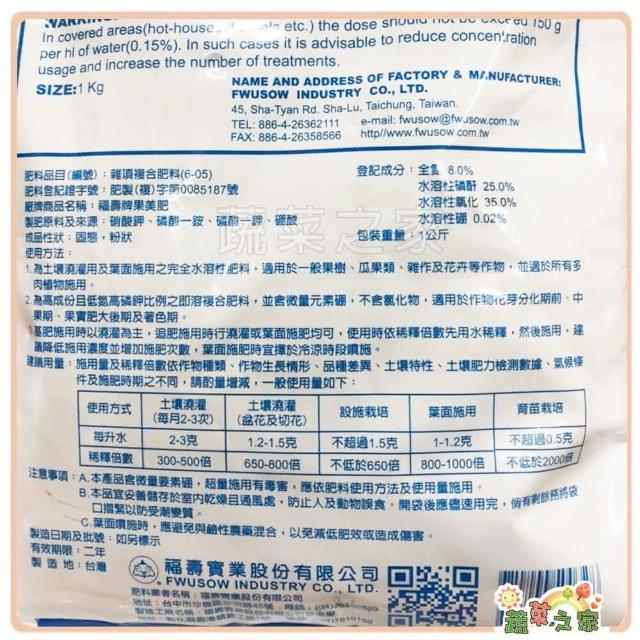 WARNING:
In covered areas(hot-houses, tunnels etc.) the dose should not be exceed 150 g
per hl of water(0.15%). In such cases it is advisable to reduce concentration
usage and increase the number of treatments.
SIZE:1 Kg
NAME AND ADDRESS OF FACTORY & MANUFACTURER:
FWUSOW INDUSTRY CO., LTD.
45, Sha-Tyan Rd. Sha-Lu, Taichung, Taiwan.
TEL: 886-4-26362111 e-mail: fwusow@fwusow.com.tw
FAX: 886-4-26358566 http//www.fwusow.com.tw
肥料品目(編號)：雜項複合肥料(6-05)
肥料登記證字號：肥製(複)字第0085187號
廠牌商品名稱：福壽牌果美肥
製肥原料及來源：硝酸鉀、磷酸一銨、磷酸一鉀、硼酸
成品性狀：固態，粉狀
登記成分：全氮 8.0%
水溶性磷酐 25.0%
水溶性氧化鉀 35.0%
水溶性硼 0.02%
包裝重量：1公斤
蔬菜之家
使用方法：
1.為土壤澆灌用及葉面施用之完全水溶性肥料，適用於一般果樹、瓜果類、雜作及花卉等作物，並適於所有多
肉植物施用。
2.為高成分且低氮高磷鉀比例之即溶複合肥料，並含微量元素硼，不含氯化物，適用於作物花芽分化期前、中
果期、果實肥大後期及著色期。
基肥施用時以澆灌為主，追肥施用時行澆灌或葉面施肥均可，使用時依稀釋倍數先用水稀釋，然後施用，建
議降低施用濃度並增加施肥次數，葉面施肥時宜擇於冷涼時段噴施。
建議用量：施用量及稀釋倍數依作物種類、作物生長情形、品種差異、土壤特性、土壤肥力檢測數據、氣候條
件及施肥時期之不同，請酌量增減，一般使用量如下：
使用方式 土壤澆灌(每月2-3次) 土壤澆灌(盆花及切花) 設施栽培 葉面施用 育苗栽培
每升水 2-3克 1.2-1.5克 不超過1.5克 1-1.2克 不超過0.5克
稀釋倍數 300-500倍 650-800倍 不低於650倍 800-1000倍 不低於2000倍
注意事項：A.本產品含微量要素硼，超量施用有毒害，應依肥料使用方法及使用量施用。
B.本品宜妥善儲存於室內乾燥且通風處，防止人及動物誤食。開袋後應儘速用完，倘有剩餘務將袋
口摺緊以防受潮變質。
C.葉面噴施時，應避免與鹼性農藥混合，以免減低肥效或造成傷害。
製造日期及批號：如另標示
有效期限：二年
製造地：台灣
福壽實業股份有限公司
FWUSOW INDUSTRY CO., LTD.
肥料業者名稱：福壽實業股份有限公司
蔬菜之家